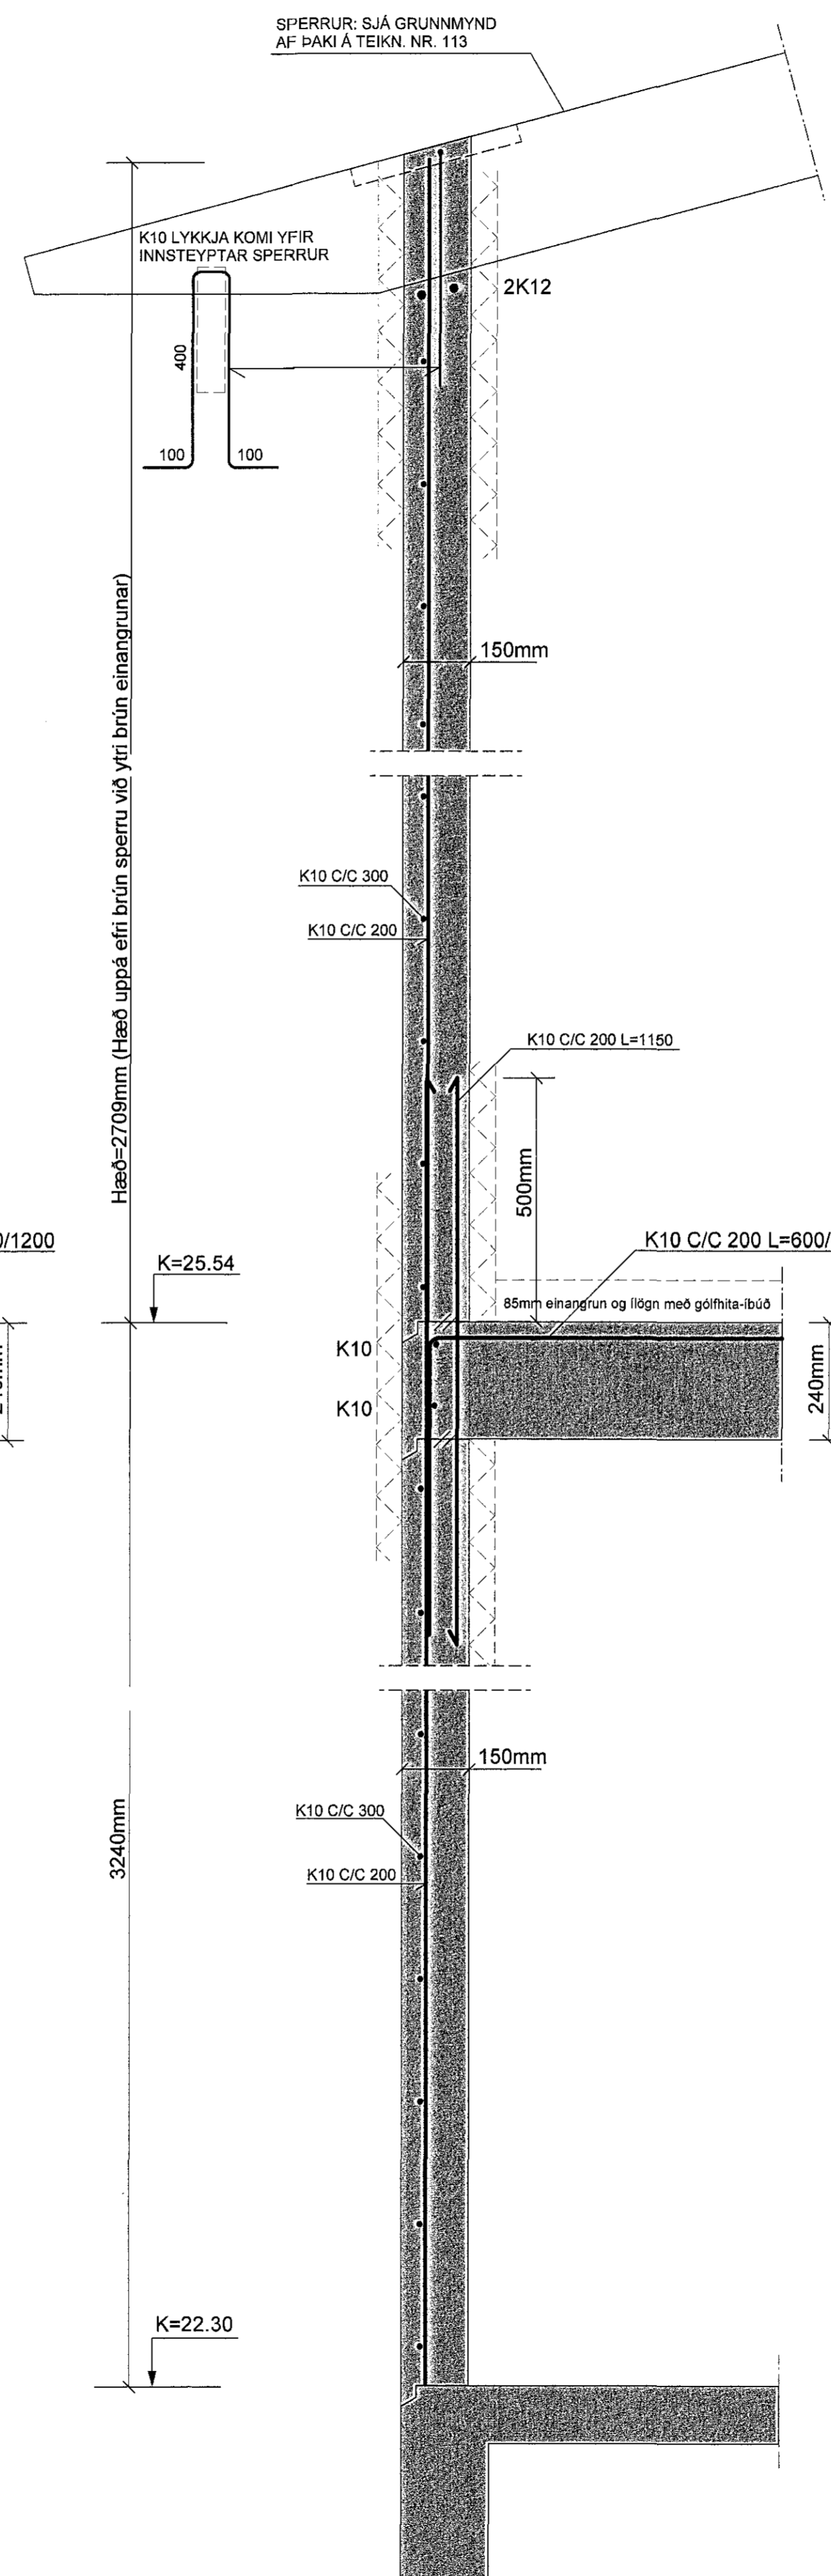 SPERRUR: SJÁ GRUNNMYND
AF ÞAKI Á TEIKN. NR. 113
K10 LYKKJA KOMI YFIR
INNSTEYPTAR SPERRUR
2K12
400
100
100
150mm
Hæð=2709mm (Hæð uppá efri brún sperru við ytri brún einangrunar)
K10 C/C 300
K10 C/C 200
K10 C/C 200 L=1150
500mm
0/1200
K10 C/C 200 L=600/
K=25.54
85mm einangrun og ílögn með gólfhita-íbúð
K10
K10
240mm
150mm
K10 C/C 300
K10 C/C 200
3240mm
K=22.30